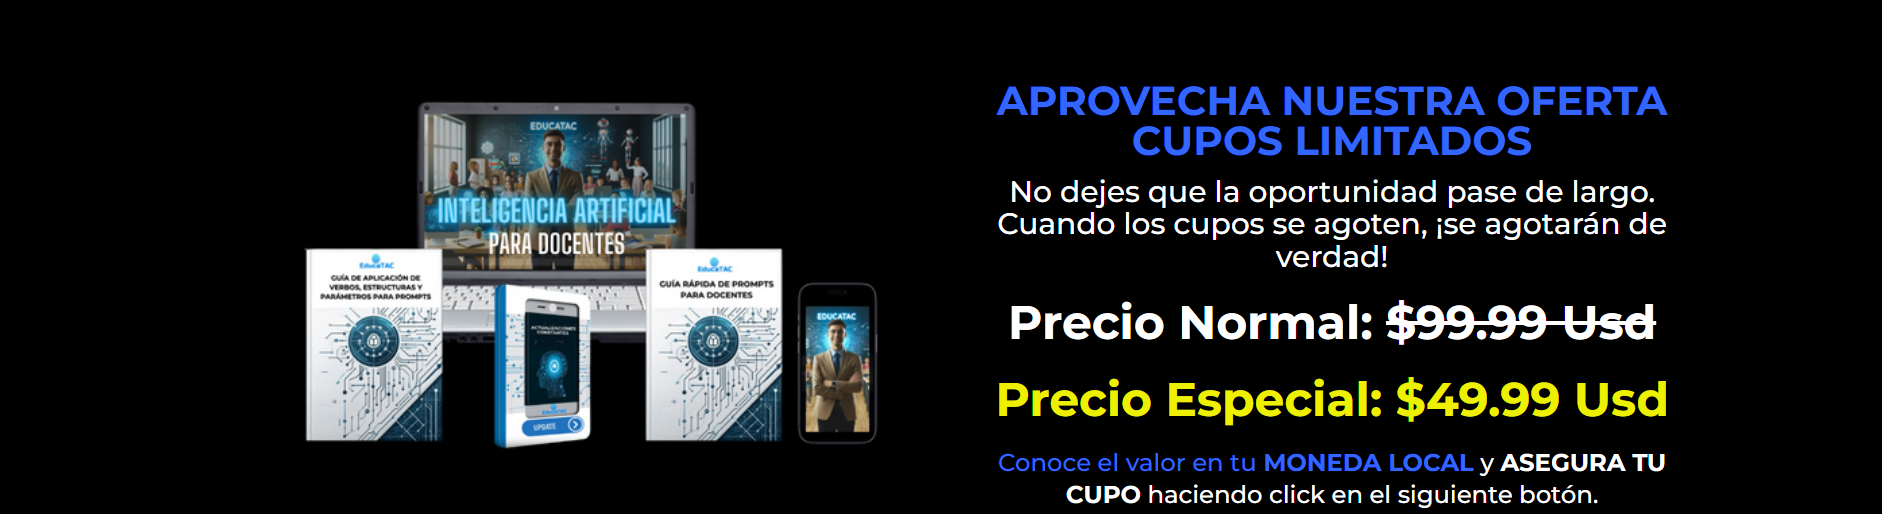 EDUCATAC
INTELIGENCIA ARTIFICIAL
PARA DOCENTES
EducaTAC
GUÍA DE APLICACIÓN DE
VERBOS, ESTRUCTURAS Y
PARÁMETROS PARA PROMPTS
ACTUALIZACIONES
CONSTANTES
EducaTAC
UPDATE
EducaTAC
GUÍA RÁPIDA DE PROMPTS
PARA DOCENTES
EDUCATAC
APROVECHA NUESTRA OFERTA
CUPOS LIMITADOS
No dejes que la oportunidad pase de largo.
Cuando los cupos se agoten, ¡se agotarán de
verdad!
Precio Normal: $99.99 Usd
Precio Especial: $49.99 Usd
Conoce el valor en tu MONEDA LOCAL y ASEGURA TU
CUPO haciendo click en el siguiente botón.